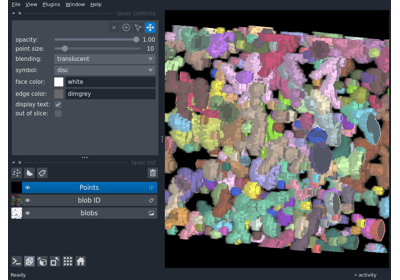 File View Plugins Window Help
layer controls
opacity: 1.00
point size: 10
blending: translucent
symbol: disc
face color: white
edge color: dimgrey
display text:
out of slice:
layer list
Points
blob ID
blobs
Ready
activity